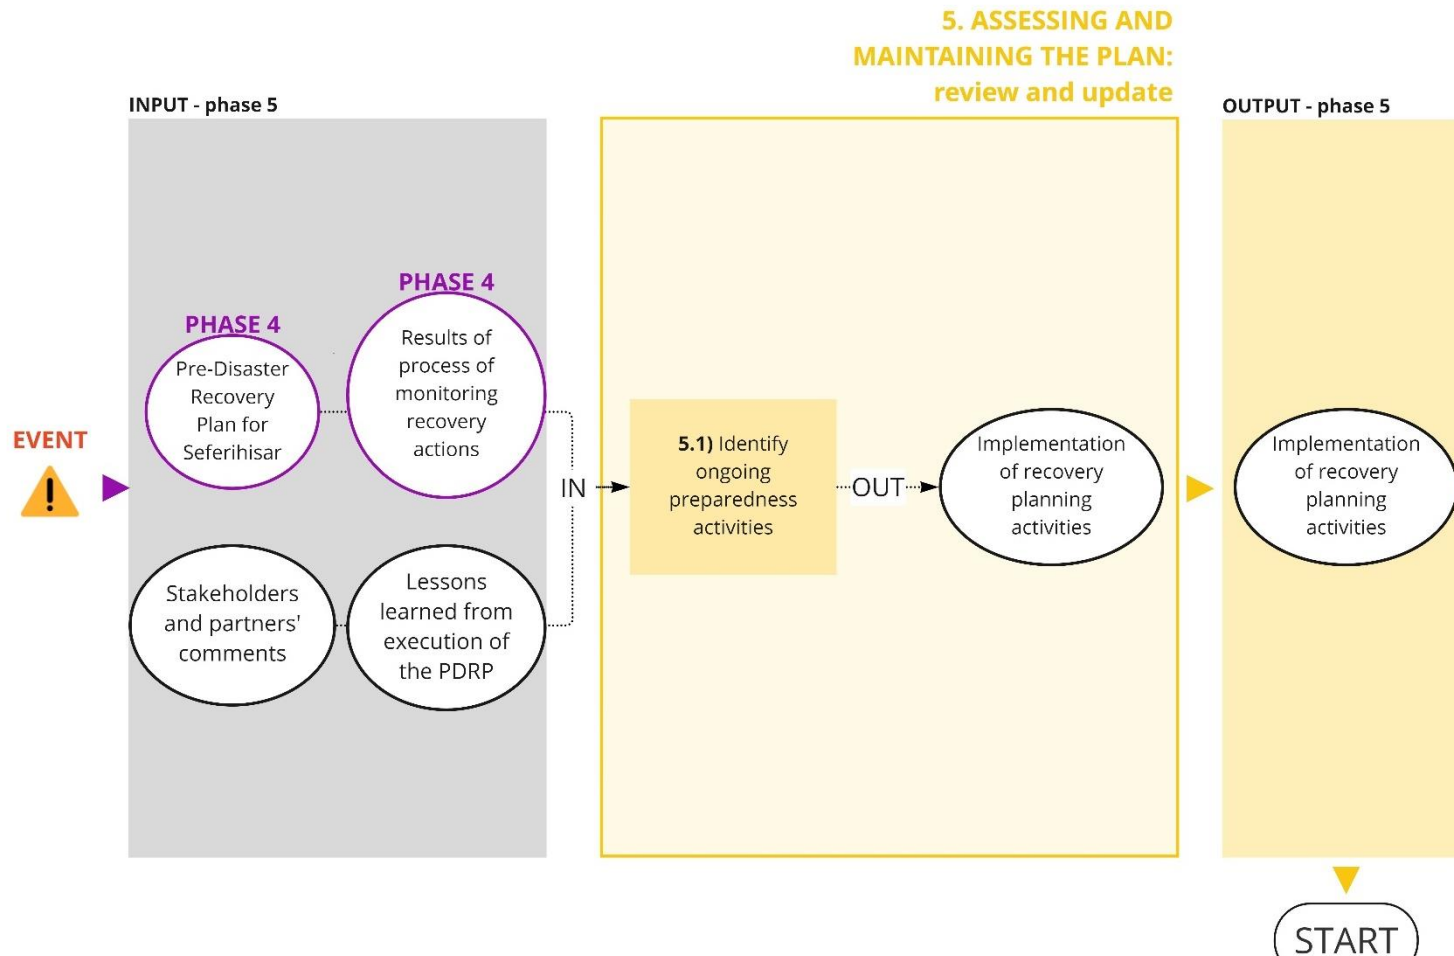 5. ASSESSING AND
MAINTAINING THE PLAN:
review and update
INPUT - phase 5
OUTPUT - phase 5
EVENT
PHASE 4
Pre-Disaster
Recovery
Plan for
Seferihisar
PHASE 4
Results of
process of
monitoring
recovery
actions
Stakeholders
and partners'
comments
Lessons
learned from
execution of
the PDRP
IN
5.1) Identify
ongoing
preparedness
activities
OUT
Implementation
of recovery
planning
activities
Implementation
of recovery
planning
activities
START